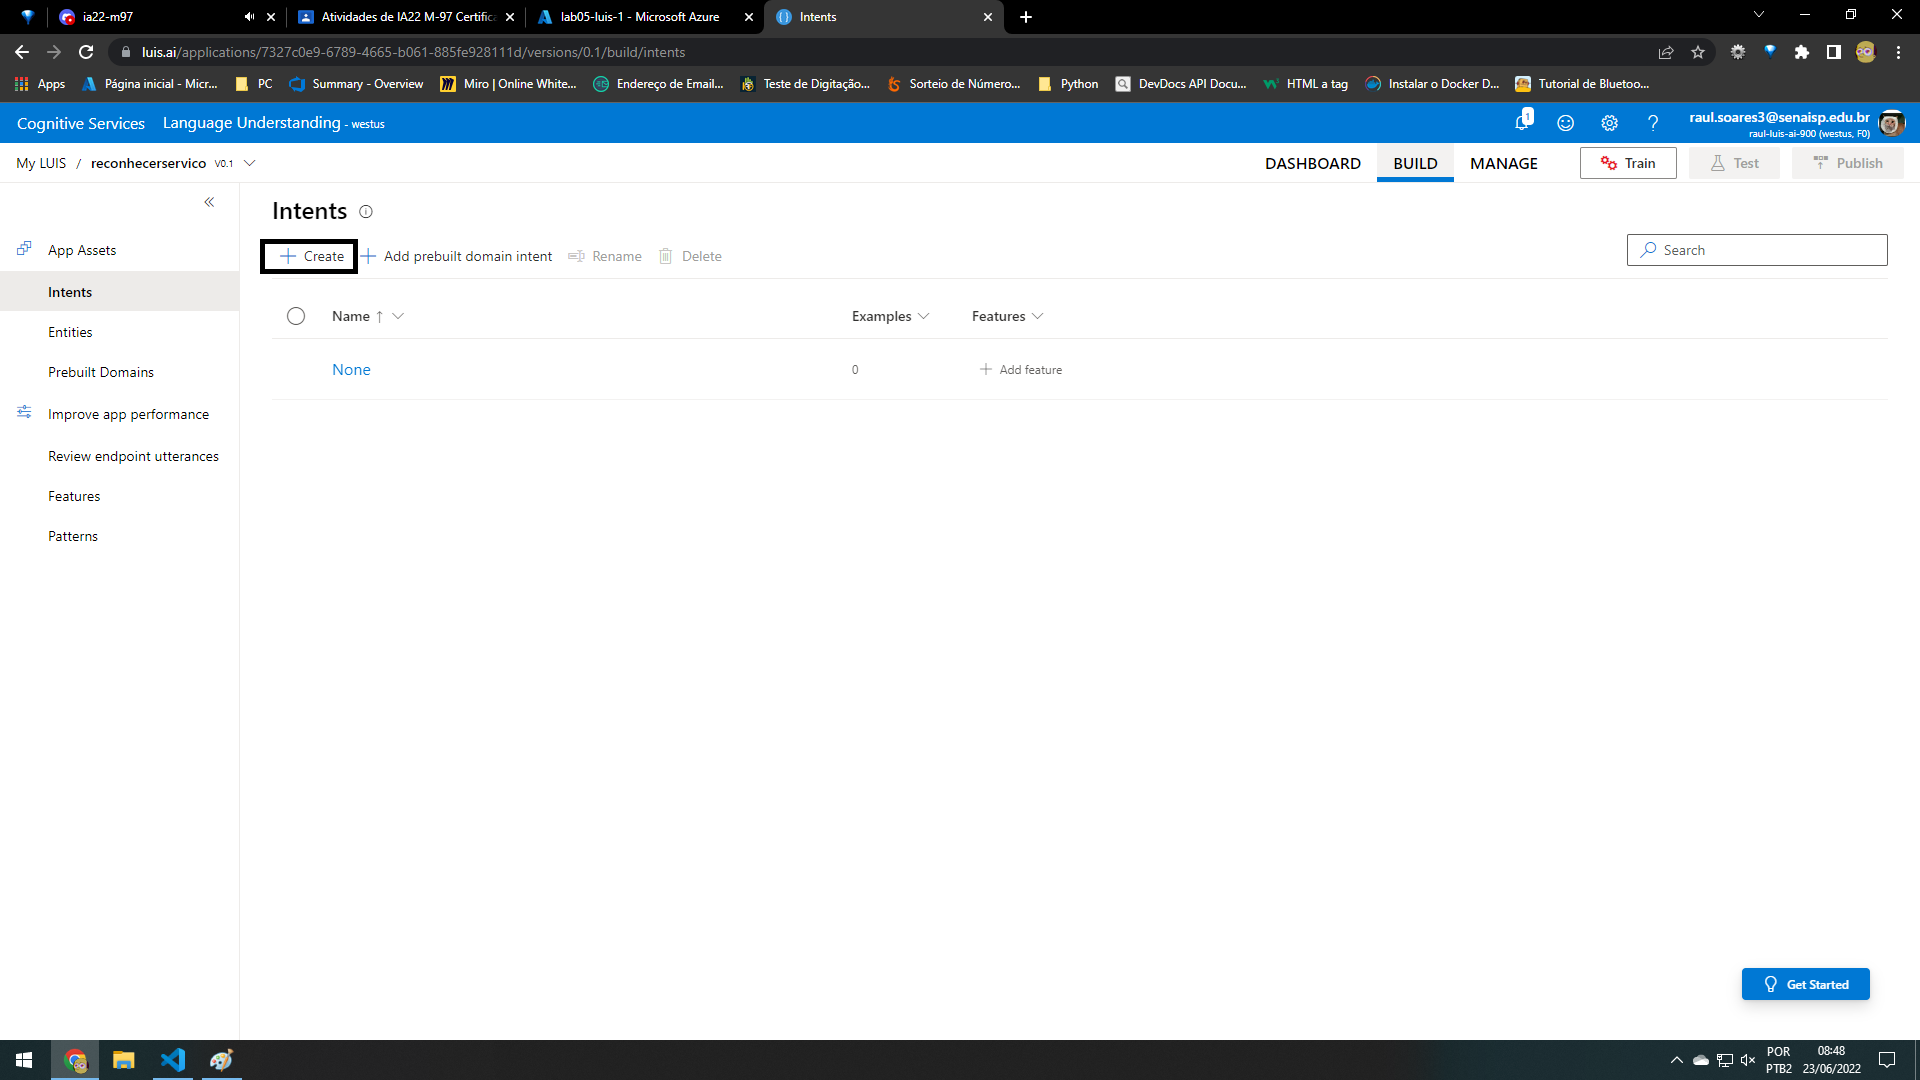 ia22-m97
Atividades de IA22 M-97 Certifica
lab05-luis-1 - Microsoft Azure
Intents
luis.ai/applications/7327c0e9-6789-4665-b061-885fe928111d/versions/0.1/build/intents
Apps
Página inicial - Micr...
PC
Summary - Overview
Miro | Online White...
Endereço de Email...
Teste de Digitação...
Sorteio de Número...
Python
DevDocs API Docu...
HTML a tag
Instalar o Docker D...
Tutorial de Bluetoo...
Cognitive Services
Language Understanding - westus
1
raul.soares3@senaisp.edu.br
raul-luis-ai-900 (westus, F0)
My LUIS / reconhecerservico V0.1
DASHBOARD
BUILD
MANAGE
Train
Test
Publish
Intents
Create
Add prebuilt domain intent
Rename
Delete
Search
App Assets
Intents
Entities
Prebuilt Domains
Improve app performance
Review endpoint utterances
Features
Patterns
Name ↑
Examples
Features
None
0
Add feature
Get Started
POR
PTB2
08:48
23/06/2022